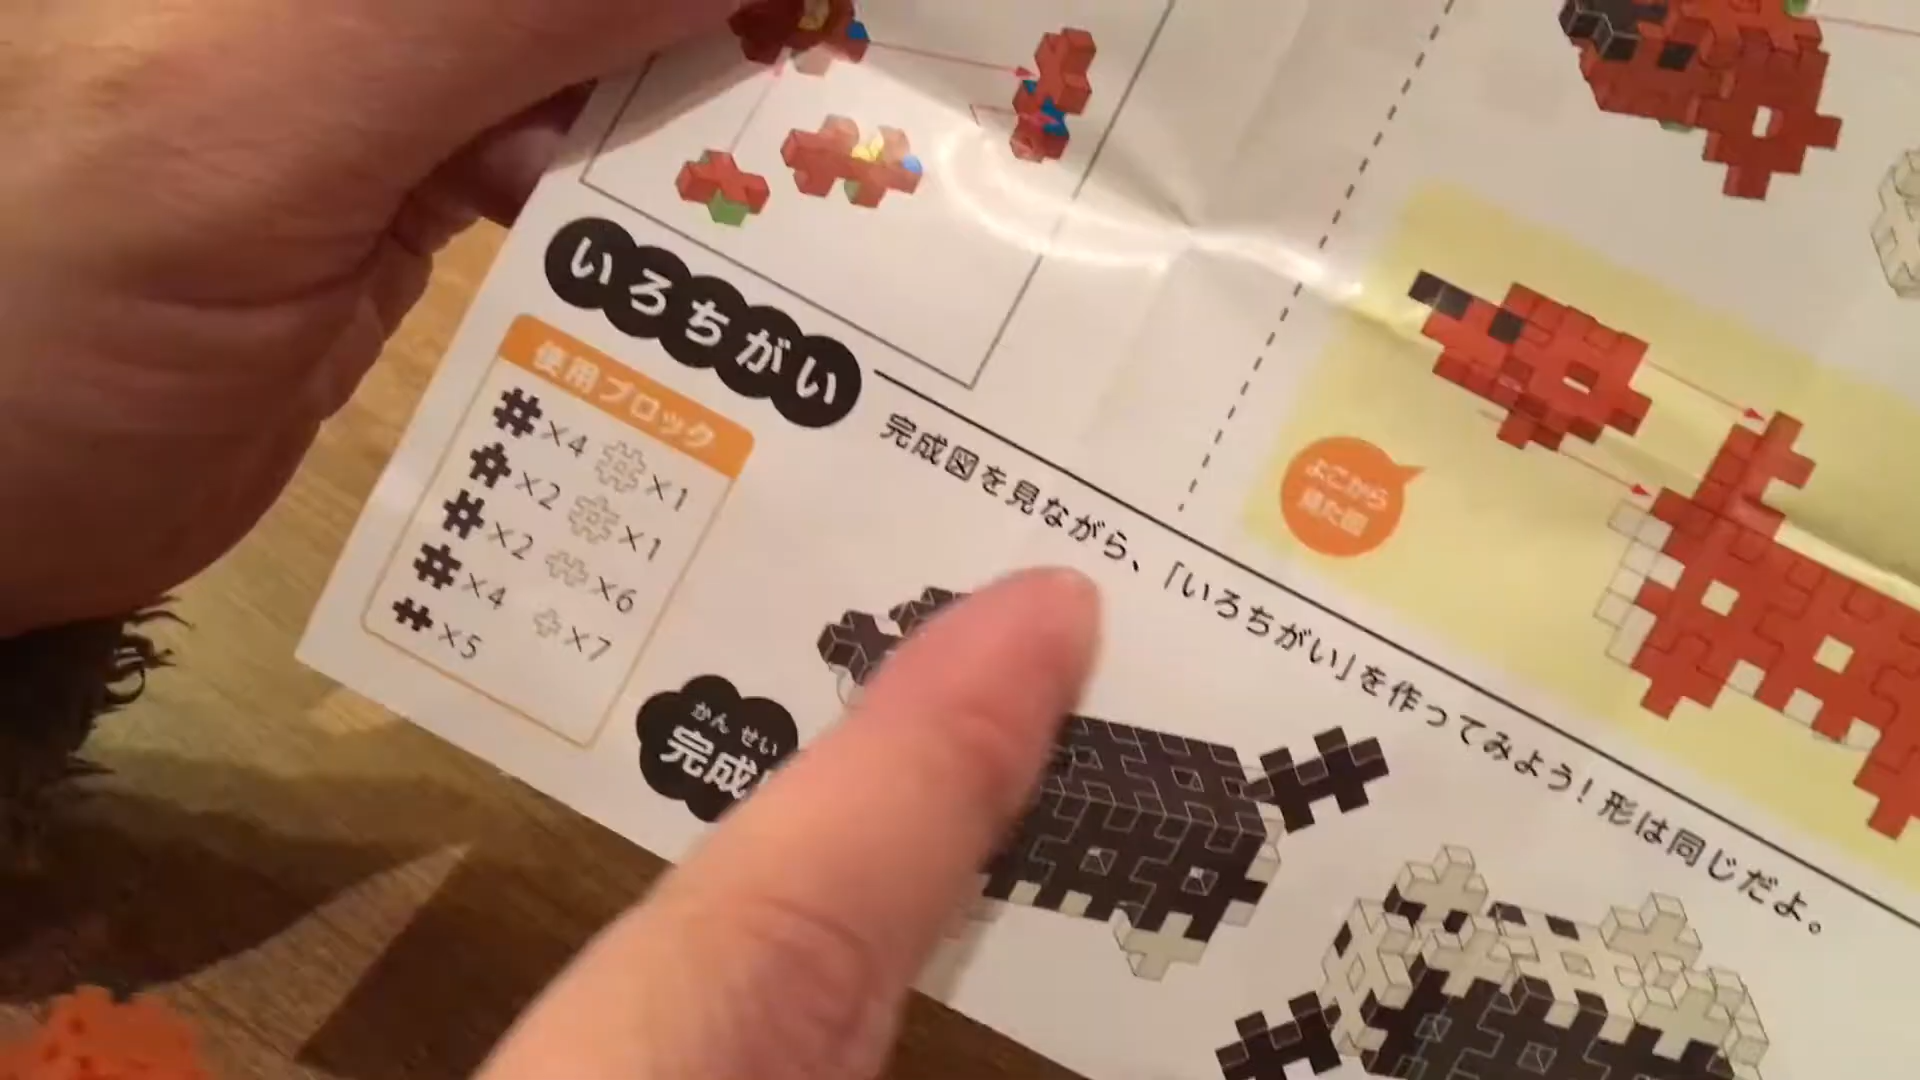 いろちがい
使用ブロック
×4 ×1
×2 ×1
×2 ×6
×4 ×7
×5
完成図を見ながら、「いろちがい」を作ってみよう!形は同じだよ。
よこから
見た図
かんせい
完成